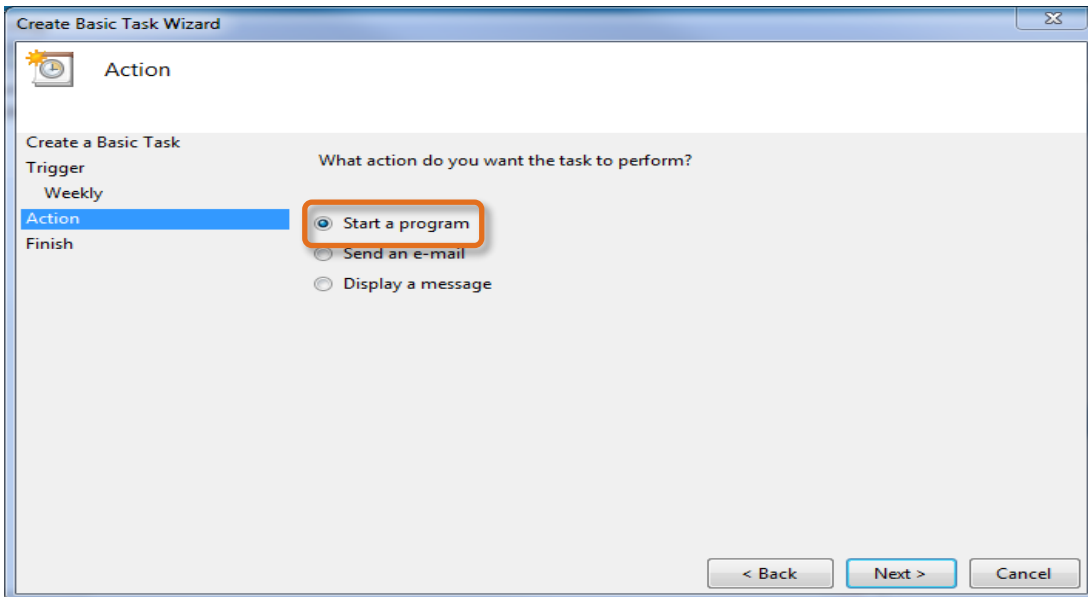 Create Basic Task Wizard
Action
Create a Basic Task
Trigger
Weekly
Action
Finish
What action do you want the task to perform?
Start a program
Send an e-mail
Display a message
< Back
Next >
Cancel